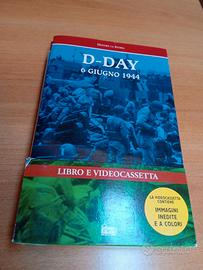 D-DAY
6 GIUGNO 1944
LIBRO E VIDEOCASSETTA
LA VIDEOCASSETTA
CONTIENE
IMMAGINI
INEDITE
E A COLORI